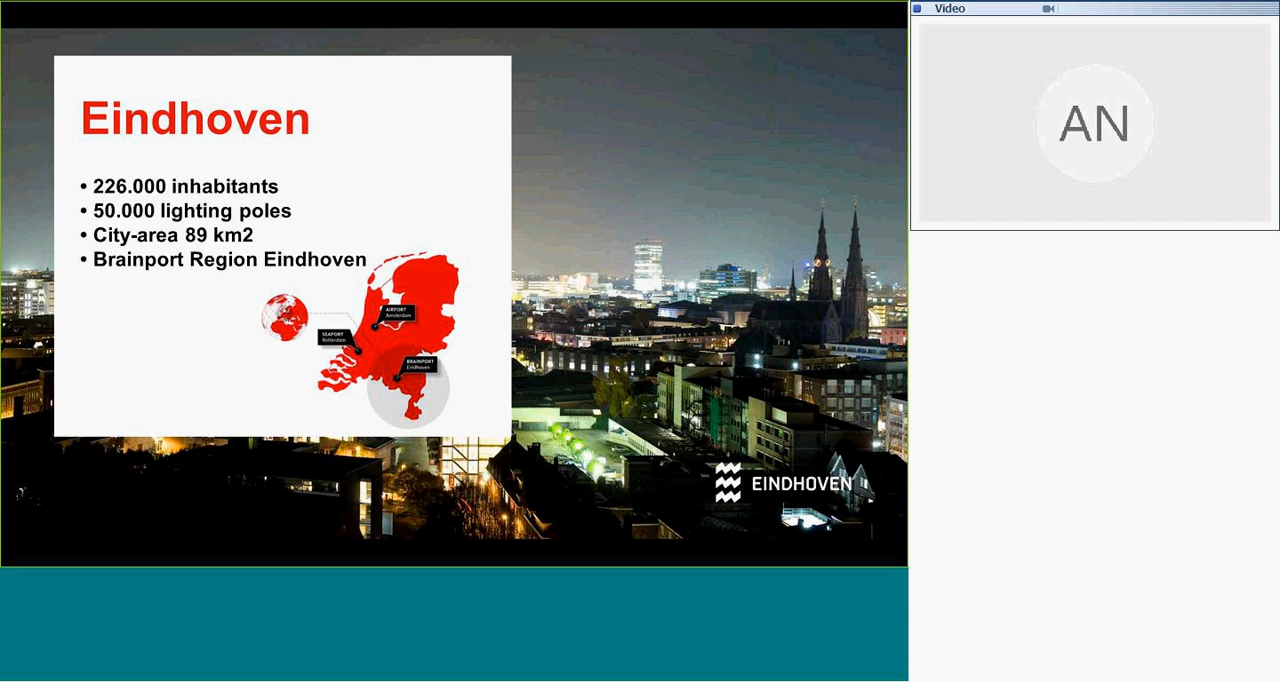 Eindhoven
• 226.000 inhabitants
• 50.000 lighting poles
• City-area 89 km2
• Brainport Region Eindhoven
AIRPORT
Amsterdam
SEAPORT
Rotterdam
BRAINPORT
Eindhoven
EINDHOVEN
Video
AN